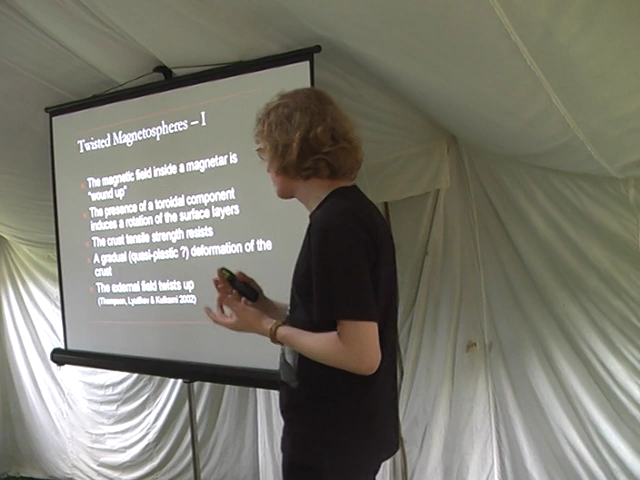 Twisted Magnetospheres – I
The magnetic field inside a magnetar is
"wound up"
The presence of a toroidal component
induces a rotation of the surface layers
The crust tensile strength resists
A gradual (quasi-plastic ?) deformation of the
crust
The external field twists up
(Thompson, Lyutikov & Kulkarni 2002)